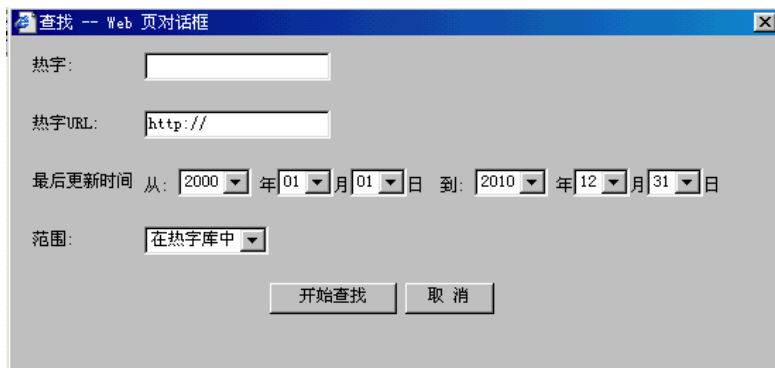 查找 -- Web 页对话框
热字:
热字URL: http://
最后更新时间 从: 2000 年 01 月 01 日 到: 2010 年 12 月 31 日
范围: 在热字库中
开始查找 取 消